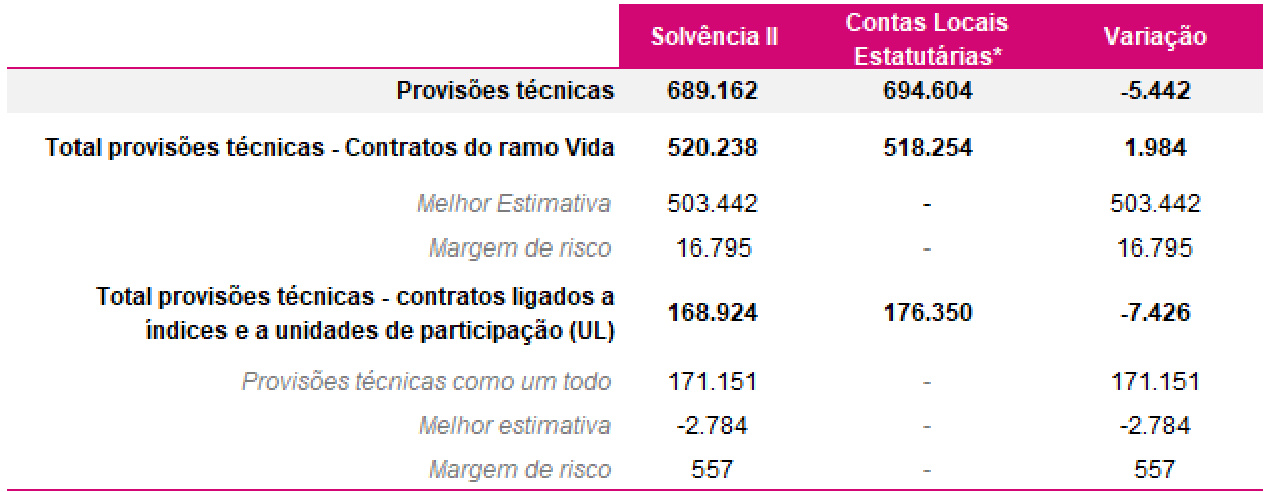 Solvência II Contas Locais Estatutárias* Variação
Provisões técnicas 689.162 694.604 -5.442
Total provisões técnicas - Contratos do ramo Vida 520.238 518.254 1.984
Melhor Estimativa 503.442 - 503.442
Margem de risco 16.795 - 16.795
Total provisões técnicas - contratos ligados a
índices e a unidades de participação (UL) 168.924 176.350 -7.426
Provisões técnicas como um todo 171.151 - 171.151
Melhor estimativa -2.784 - -2.784
Margem de risco 557 - 557